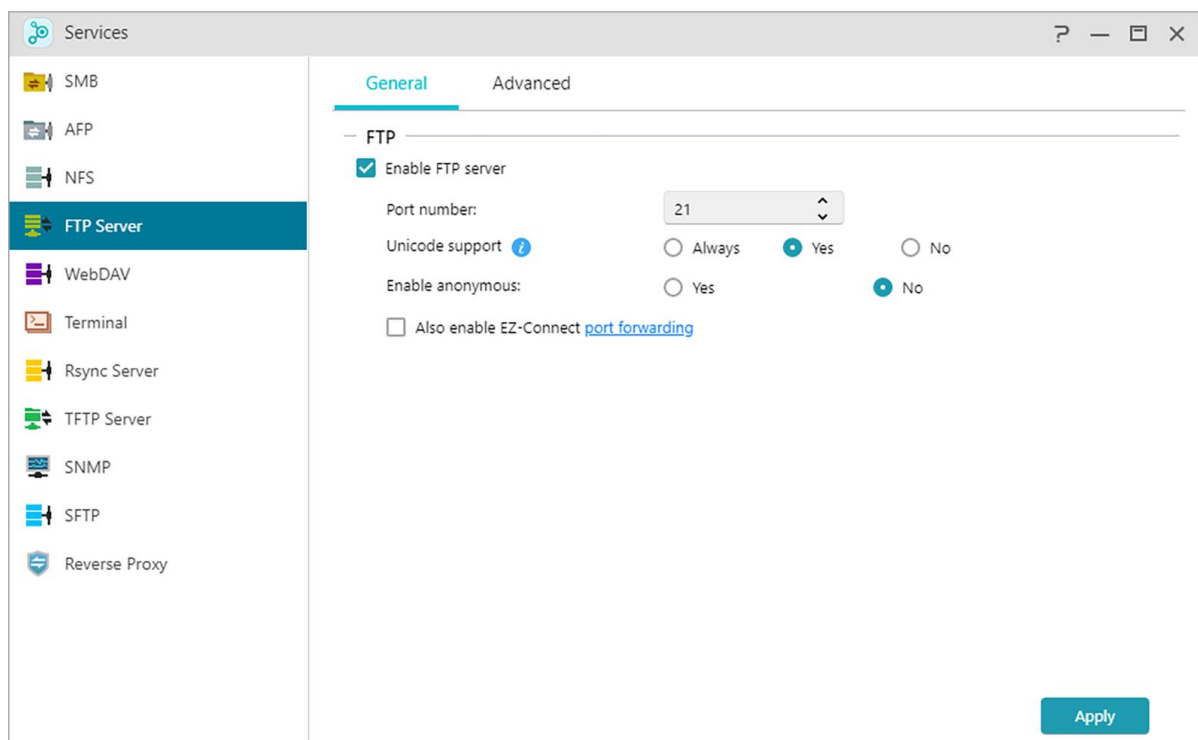 Services
SMB
AFP
NFS
FTP Server
WebDAV
Terminal
Rsync Server
TFTP Server
SNMP
SFTP
Reverse Proxy
General Advanced
FTP
Enable FTP server
Port number: 21
Unicode support Always Yes No
Enable anonymous: Yes No
Also enable EZ-Connect port forwarding
Apply